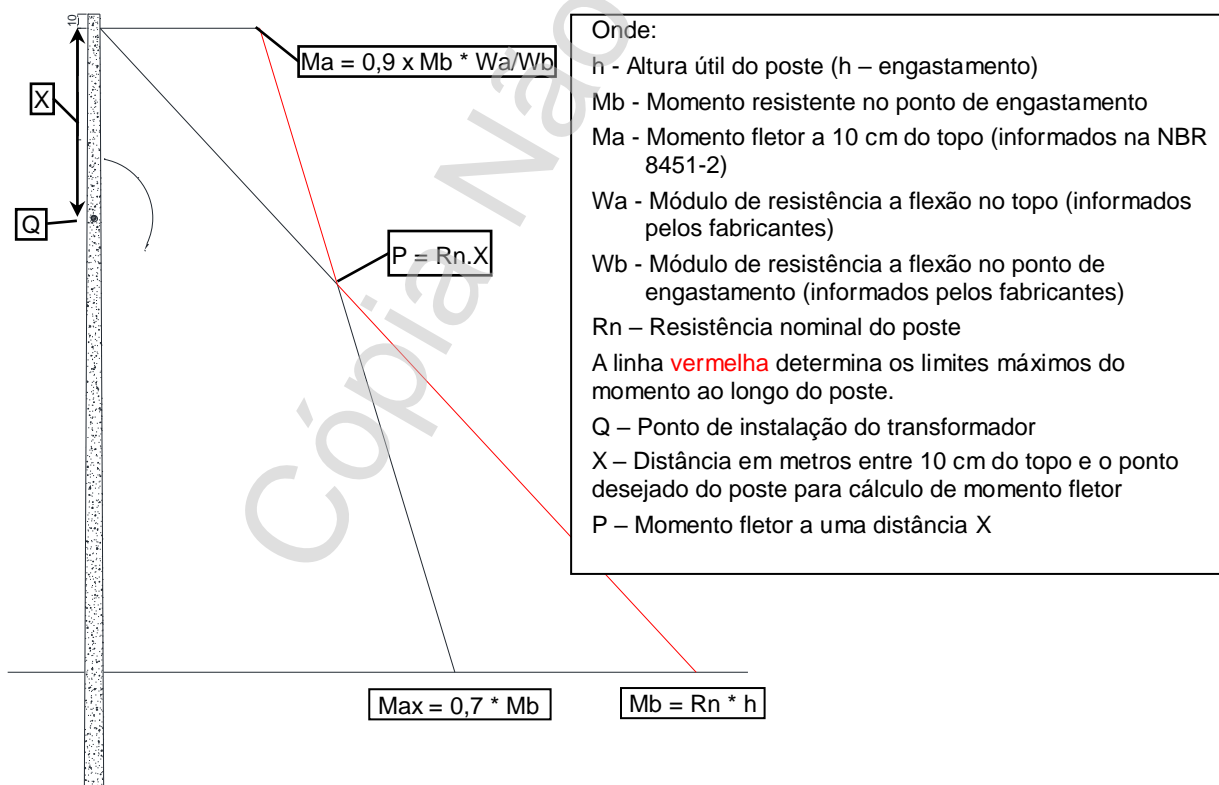 10
X
Q
Ma = 0,9 x Mb * Wa/Wb
P = Rn.X
Max = 0,7 * Mb
Mb = Rn * h
Onde:
h - Altura útil do poste (h – engastamento)
Mb - Momento resistente no ponto de engastamento
Ma - Momento fletor a 10 cm do topo (informados na NBR
8451-2)
Wa - Módulo de resistência a flexão no topo (informados
pelos fabricantes)
Wb - Módulo de resistência a flexão no ponto de
engastamento (informados pelos fabricantes)
Rn – Resistência nominal do poste
A linha vermelha determina os limites máximos do
momento ao longo do poste.
Q – Ponto de instalação do transformador
X – Distância em metros entre 10 cm do topo e o ponto
desejado do poste para cálculo de momento fletor
P – Momento fletor a uma distância X
Cópia Não